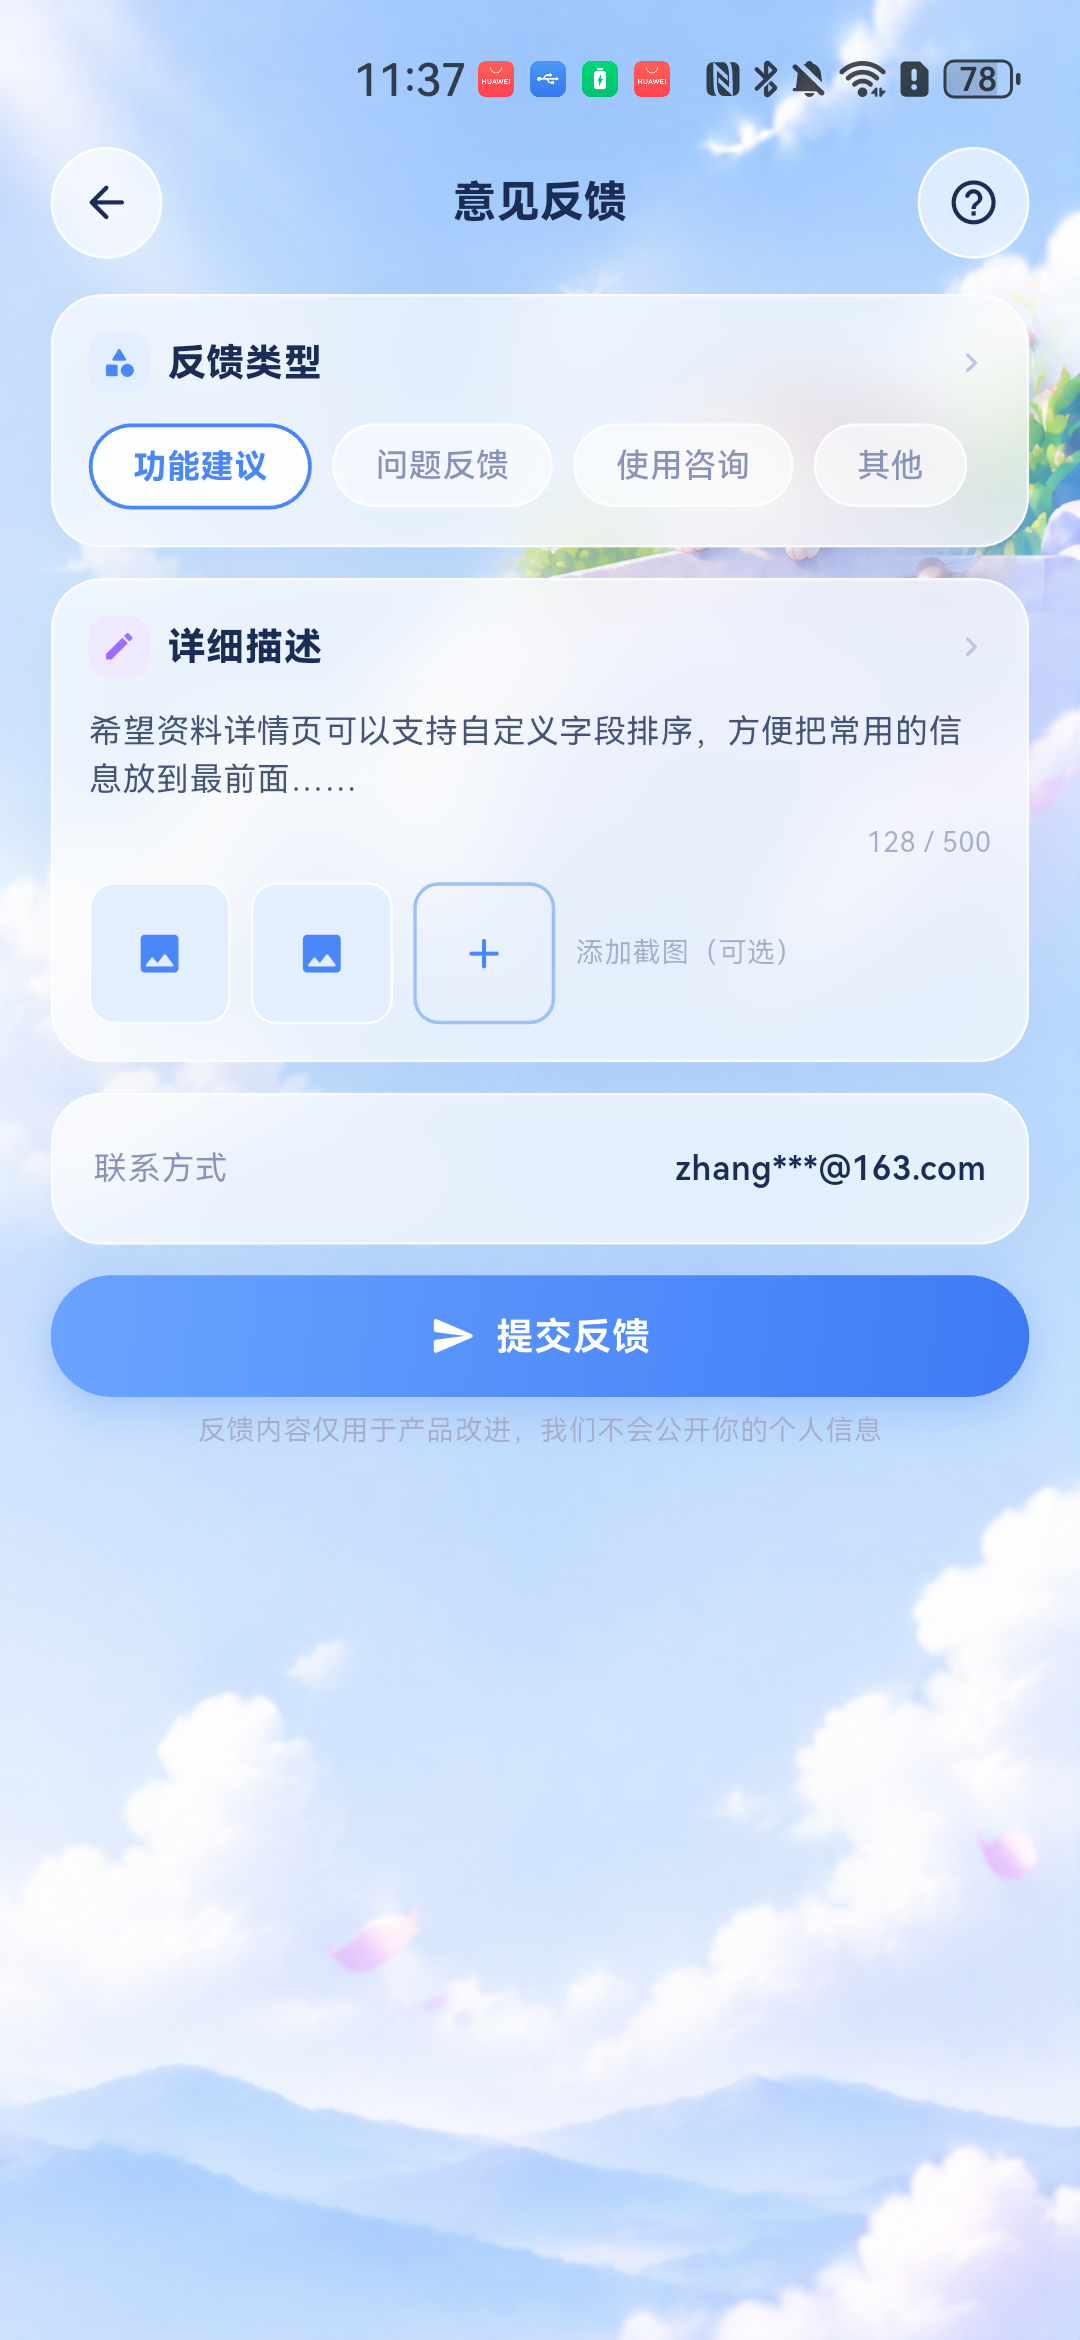 11:37 HUAWEI HUAWEI 78
意见反馈
反馈类型
功能建议 问题反馈 使用咨询 其他
详细描述
希望资料详情页可以支持自定义字段排序，方便把常用的信
息放到最前面……
128 / 500
添加截图（可选）
联系方式 zhang***@163.com
提交反馈
反馈内容仅用于产品改进，我们不会公开你的个人信息